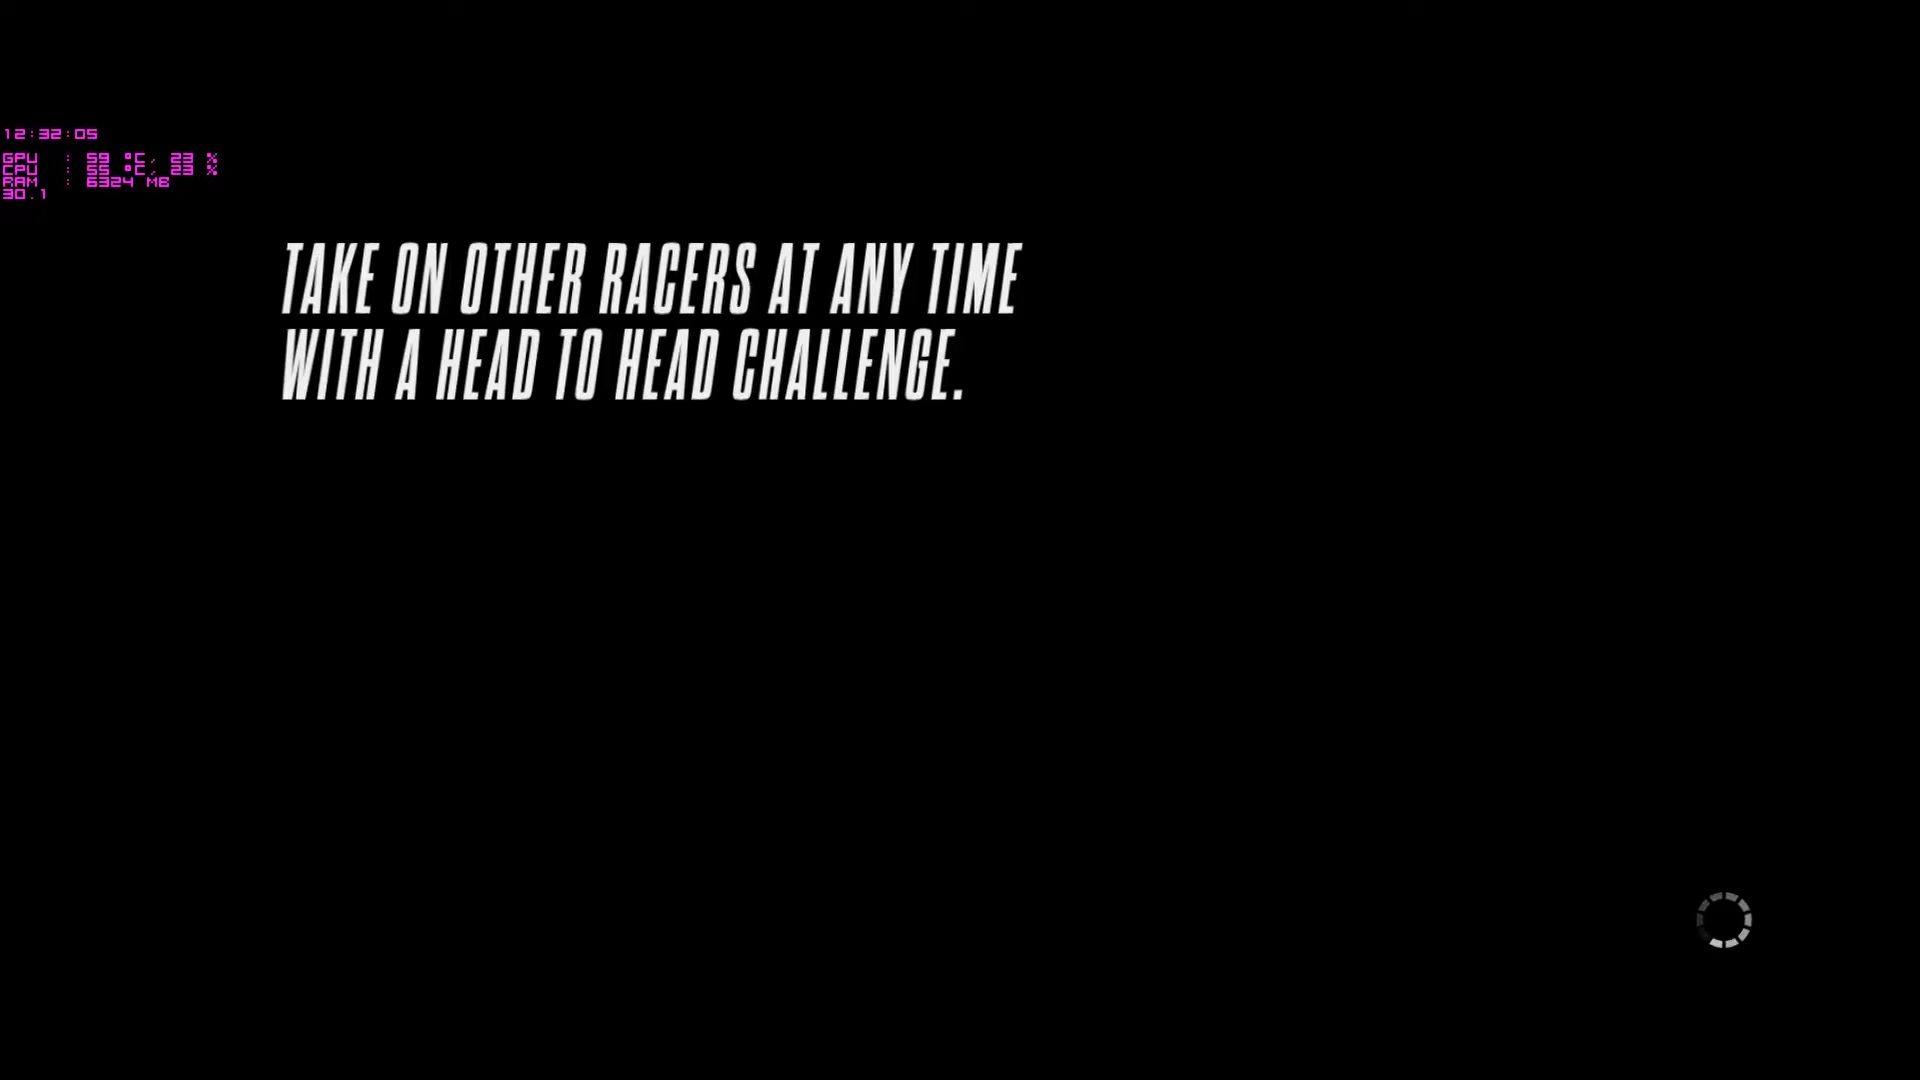 12:32:05
GPU : 59 °C, 23 %
CPU : 55 °C, 23 %
RAM : 6324 MB
30.1
TAKE ON OTHER RACERS AT ANY TIME
WITH A HEAD TO HEAD CHALLENGE.